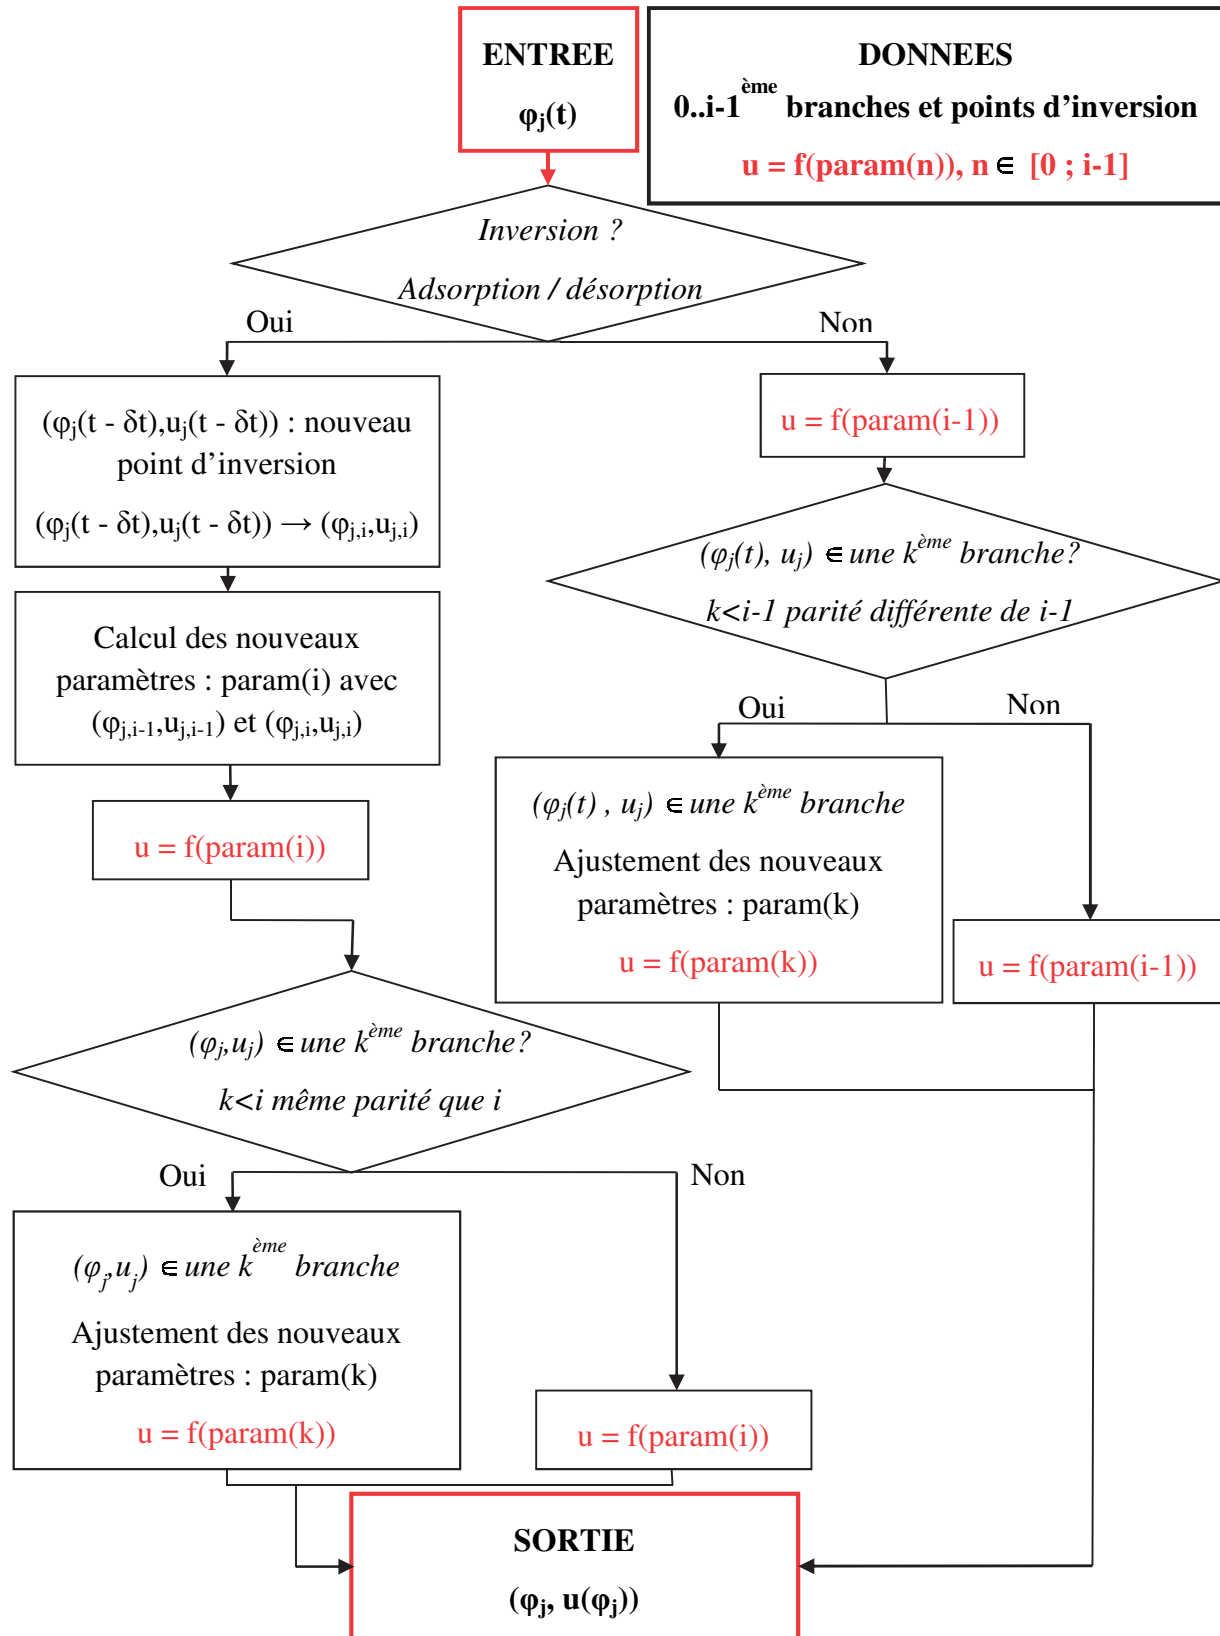 ENTREE
φj(t)
DONNEES
0..i-1ème branches et points d'inversion
u = f(param(n)), n ∈ [0 ; i-1]
Inversion ?
Adsorption / désorption
Oui
Non
(φj(t - δt),uj(t - δt)) : nouveau
point d'inversion
(φj(t - δt),uj(t - δt)) → (φj,i,uj,i)
u = f(param(i-1))
(φj(t), uj) ∈ une kème branche?
k<i-1 parité différente de i-1
Calcul des nouveaux
paramètres : param(i) avec
(φj,i-1,uj,i-1) et (φj,i,uj,i)
Oui
Non
u = f(param(i))
(φj(t) , uj) ∈ une kème branche
Ajustement des nouveaux
paramètres : param(k)
u = f(param(k))
u = f(param(i-1))
(φj,uj) ∈ une kème branche?
k<i même parité que i
Oui
Non
(φj,uj) ∈ une kème branche
Ajustement des nouveaux
paramètres : param(k)
u = f(param(k))
u = f(param(i))
SORTIE
(φj, u(φj))